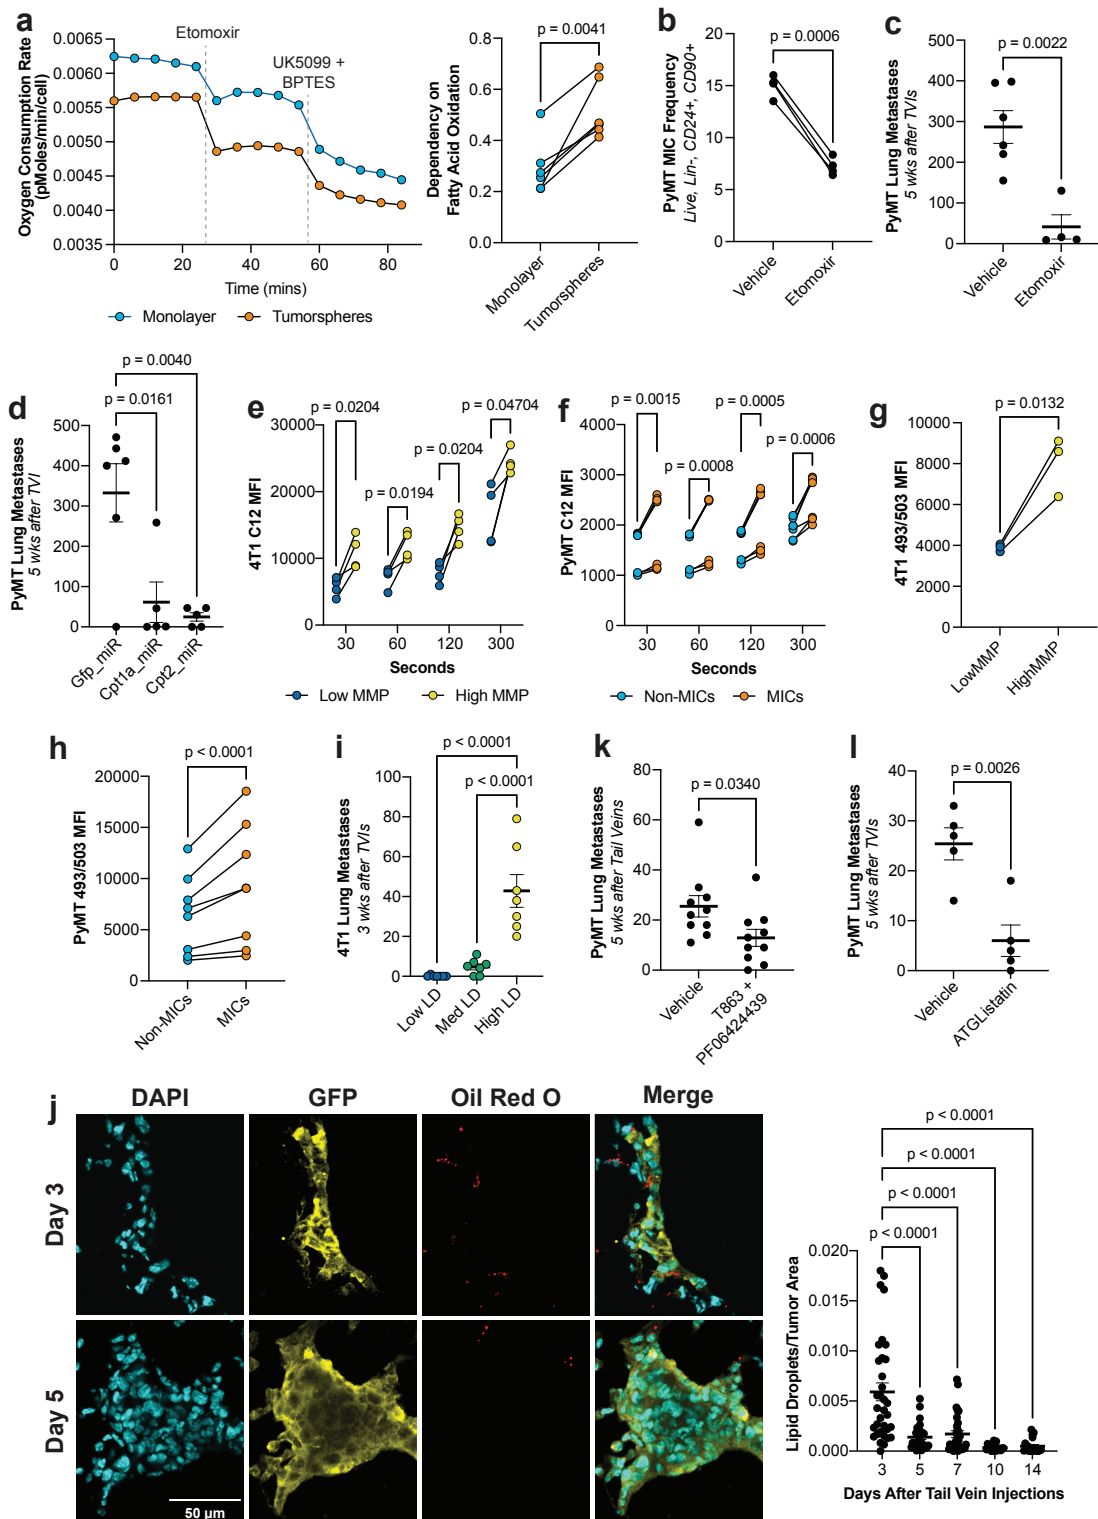 a
Oxygen Consumption Rate
(pMoles/min/cell)
0.0065
0.0060
0.0055
0.0050
0.0045
0.0040
0.0035
Etomoxir
UK5099 +
BPTES
0
20
40
60
80
Time (mins)
Monolayer
Tumorspheres
Dependency on
Fatty Acid Oxidation
0.8
0.6
0.4
0.2
0.0
p = 0.0041
Monolayer
Tumorspheres
b
PyMT MIC Frequency
Live, Lin-, CD24+, CD90+
20
15
10
5
0
p = 0.0006
Vehicle
Etomoxir
c
PyMT Lung Metastases
5 wks after TVIs
500
400
300
200
100
0
p = 0.0022
Vehicle
Etomoxir
d
PyMT Lung Metastases
5 wks after TVI
500
400
300
200
100
0
p = 0.0040
p = 0.0161
Gfp_miR
Cpt1a_miR
Cpt2_miR
e
4T1 C12 MFI
30000
20000
10000
0
p = 0.0204
p = 0.0194
p = 0.0204
p = 0.04704
30
60
120
300
Seconds
Low MMP
High MMP
f
PyMT C12 MFI
4000
3000
2000
1000
0
p = 0.0015
p = 0.0008
p = 0.0005
p = 0.0006
30
60
120
300
Seconds
Non-MICs
MICs
g
4T1 493/503 MFI
10000
8000
6000
4000
2000
0
p = 0.0132
LowMMP
HighMMP
h
PyMT 493/503 MFI
20000
15000
10000
5000
0
p < 0.0001
Non-MICs
MICs
i
4T1 Lung Metastases
3 wks after TVIs
100
80
60
40
20
0
p < 0.0001
p < 0.0001
Low LD
Med LD
High LD
k
PyMT Lung Metastases
5 wks after Tail Veins
80
60
40
20
0
p = 0.0340
Vehicle
T863 +
PF06424439
l
PyMT Lung Metastases
5 wks after TVIs
40
30
20
10
0
p = 0.0026
Vehicle
ATGListatin
j
DAPI
GFP
Oil Red O
Merge
Day 3
Day 5
50 µm
Lipid Droplets/Tumor Area
0.020
0.015
0.010
0.005
0.000
p < 0.0001
p < 0.0001
p < 0.0001
p < 0.0001
3
5
7
10
14
Days After Tail Vein Injections